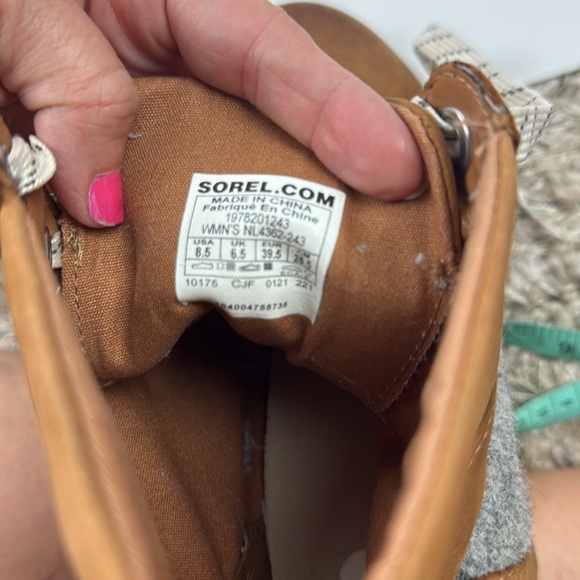 SOREL.COM
MADE IN CHINA
Fabriqué En Chine
1978201243
WMN'S NL4362-243
USA UK EUR
8.5 6.5 39.5
10175 CJF 0121 221